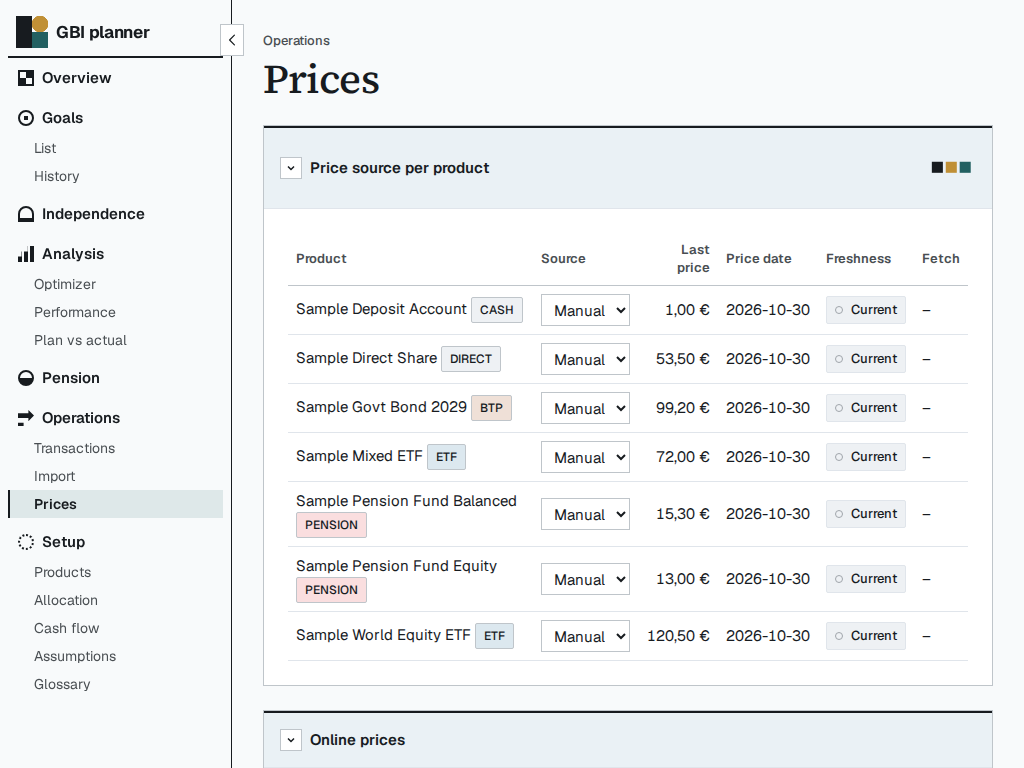 GBI planner
Overview
Goals
List
History
Independence
Analysis
Optimizer
Performance
Plan vs actual
Pension
Operations
Transactions
Import
Prices
Setup
Products
Allocation
Cash flow
Assumptions
Glossary
Operations
Prices
Price source per product
Product Source Last price Price date Freshness Fetch
Sample Deposit Account CASH Manual 1,00 € 2026-10-30 Current –
Sample Direct Share DIRECT Manual 53,50 € 2026-10-30 Current –
Sample Govt Bond 2029 BTP Manual 99,20 € 2026-10-30 Current –
Sample Mixed ETF ETF Manual 72,00 € 2026-10-30 Current –
Sample Pension Fund Balanced PENSION Manual 15,30 € 2026-10-30 Current –
Sample Pension Fund Equity PENSION Manual 13,00 € 2026-10-30 Current –
Sample World Equity ETF ETF Manual 120,50 € 2026-10-30 Current –
Online prices